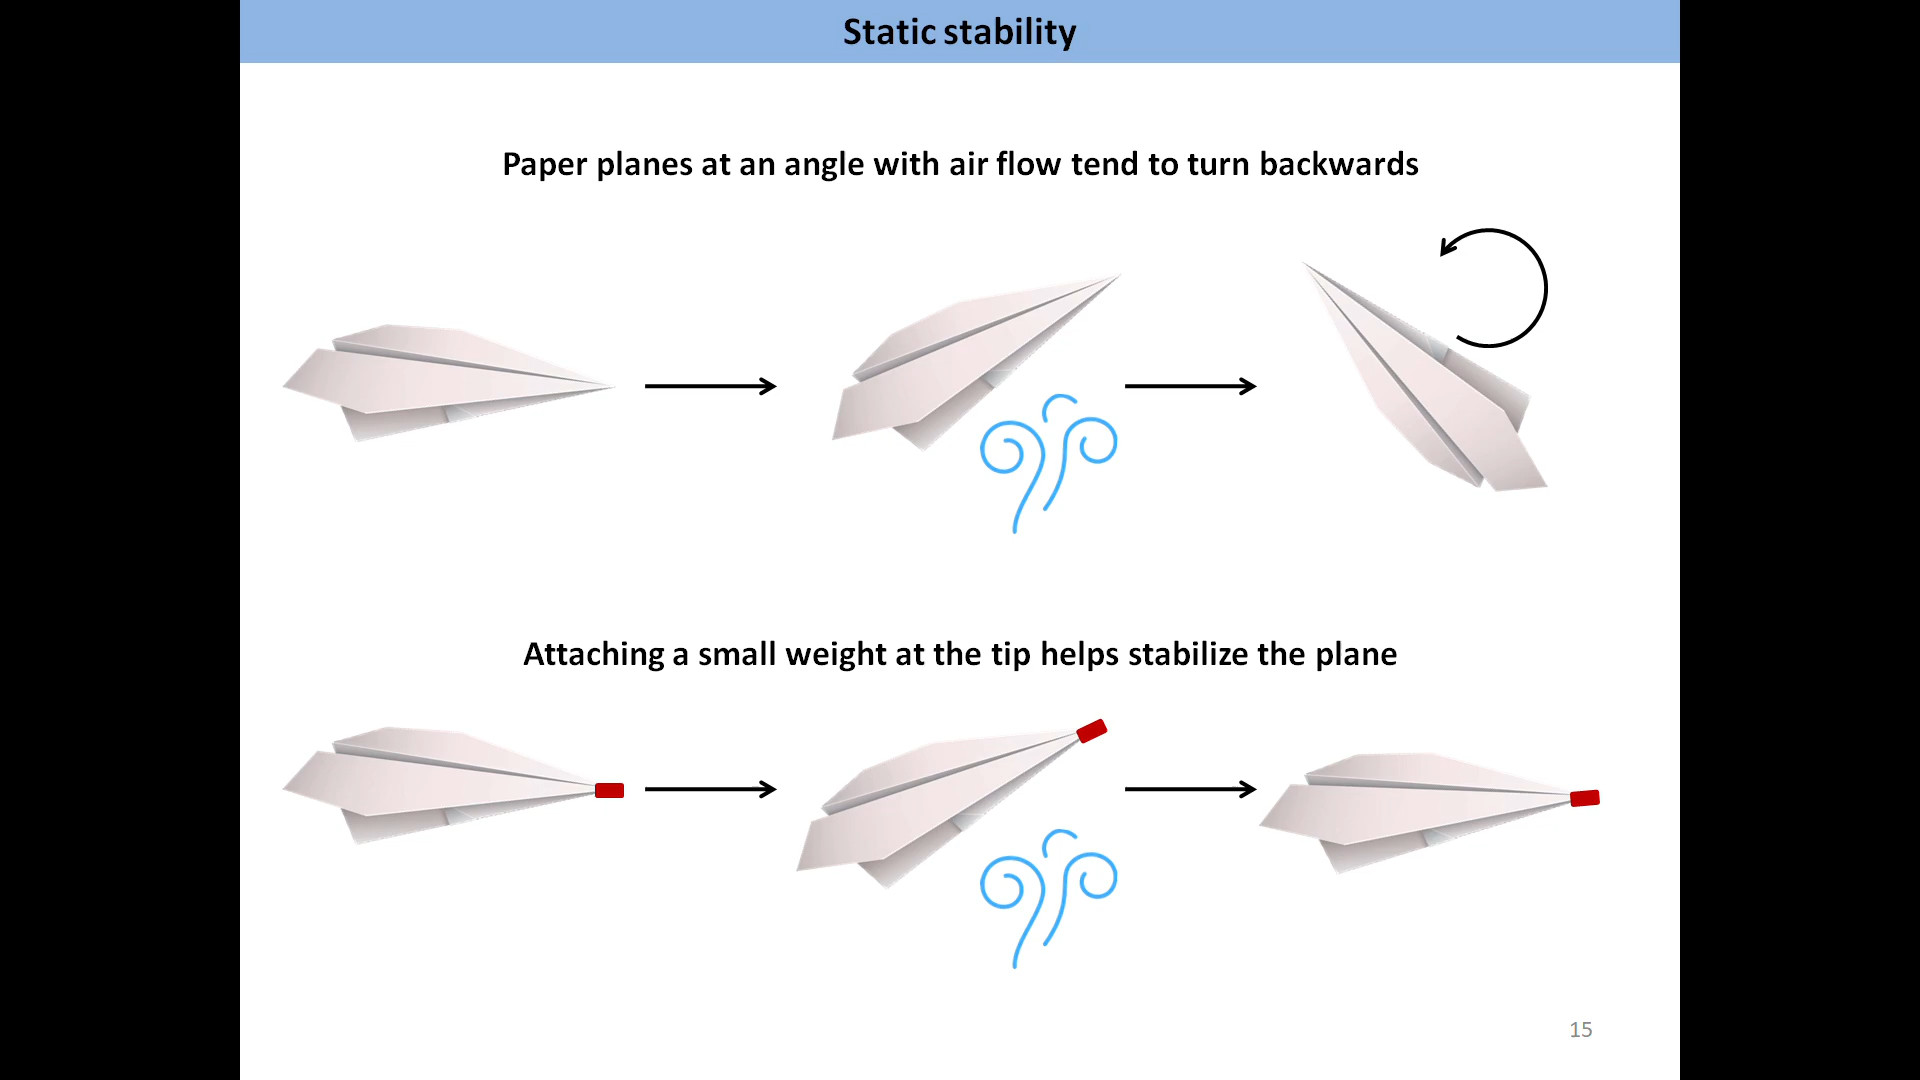 Static stability
Paper planes at an angle with air flow tend to turn backwards
Attaching a small weight at the tip helps stabilize the plane
15